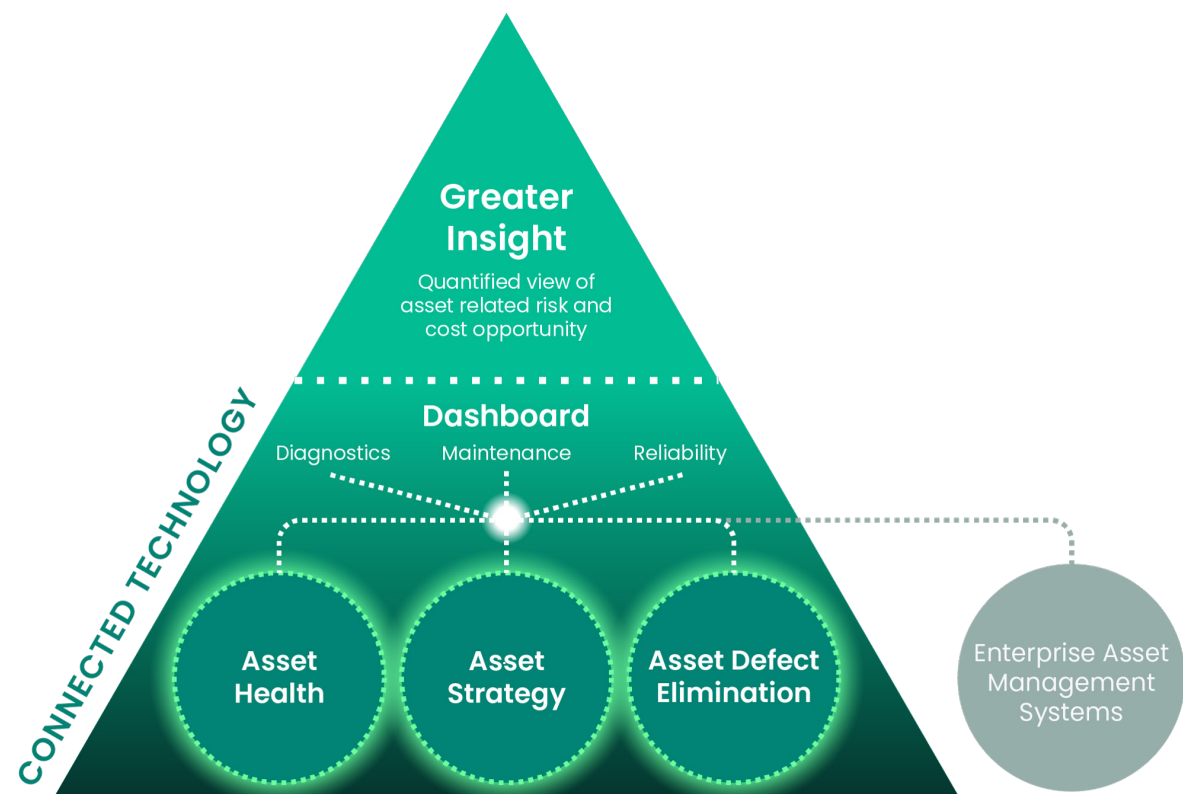 Greater
Insight
Quantified view of
asset related risk and
cost opportunity
CONNECTED TECHNOLOGY
Dashboard
Diagnostics
Maintenance
Reliability
Asset
Health
Asset
Strategy
Asset Defect
Elimination
Enterprise Asset
Management
Systems